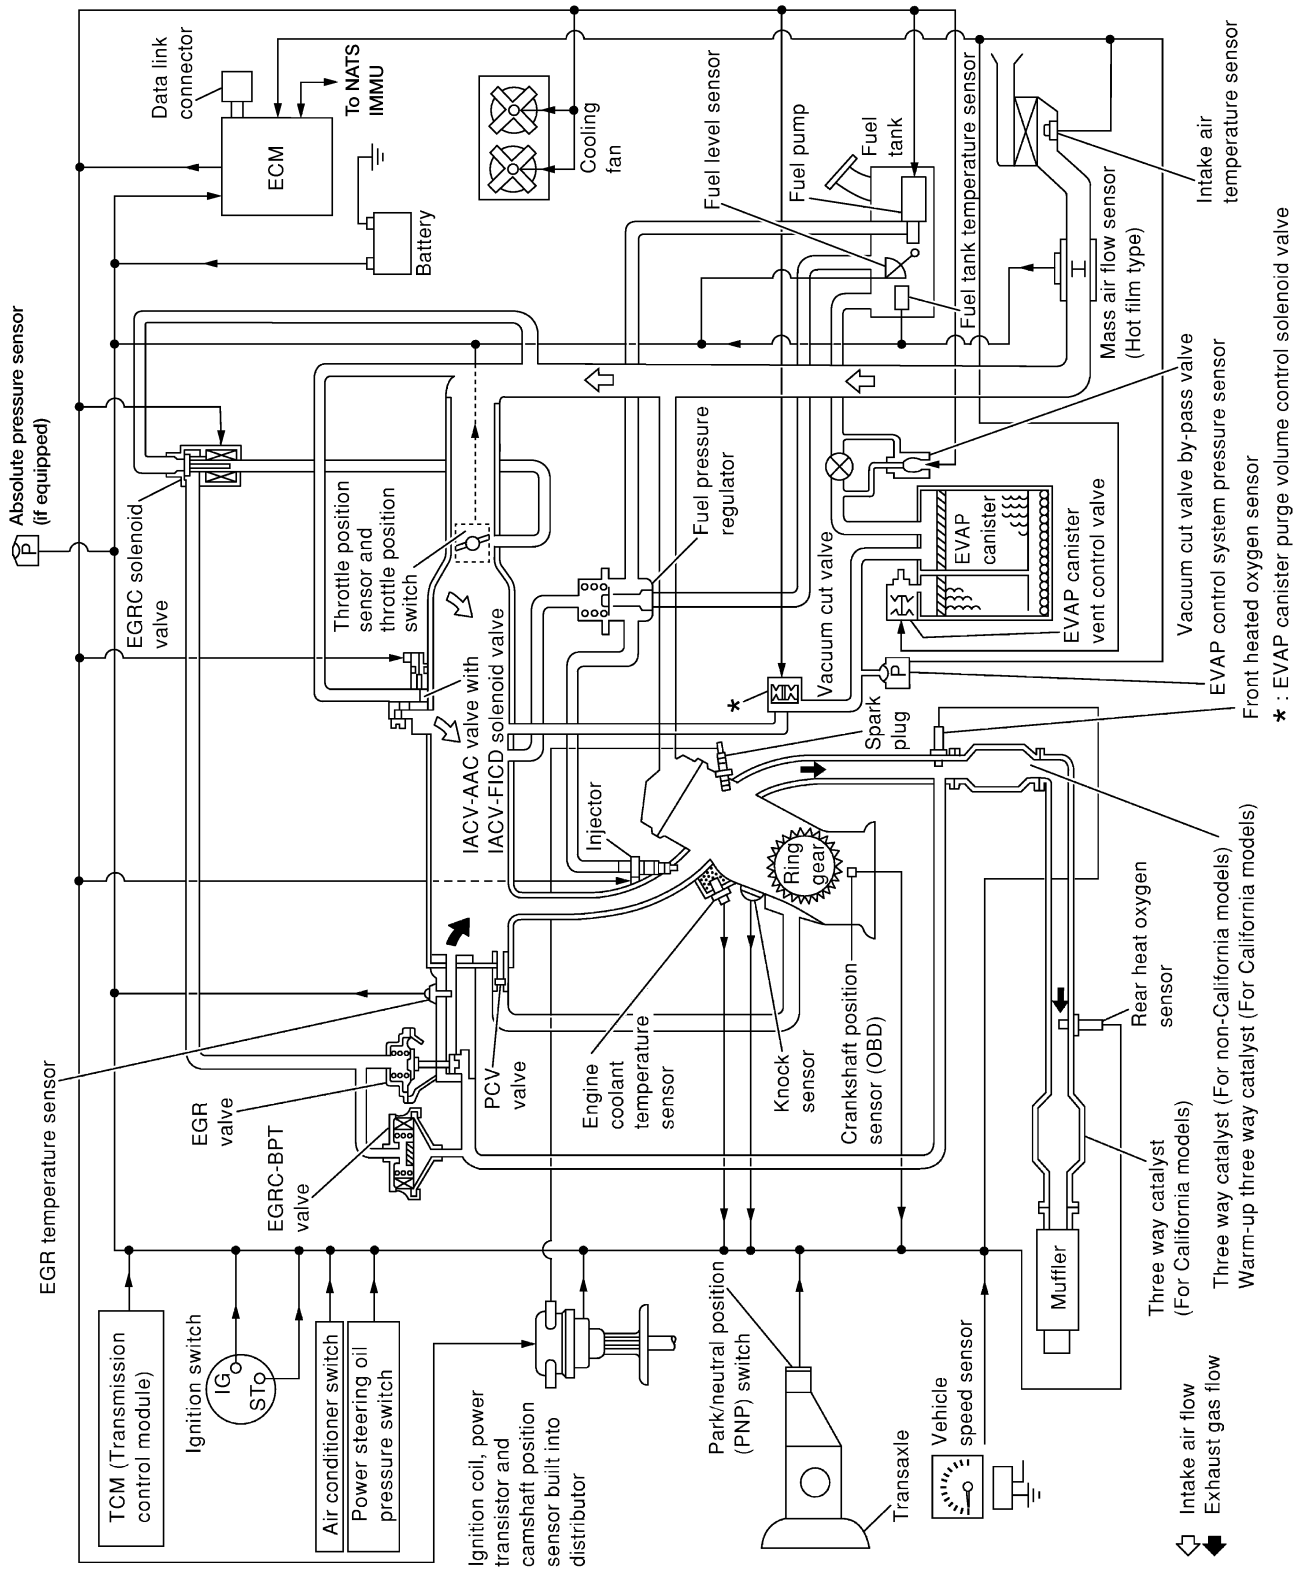 Absolute pressure sensor
(if equipped)
P
Data link
connector
To NATS
IMMU
ECM
Battery
Cooling
fan
Fuel level sensor
Fuel pump
Fuel
tank
Fuel tank temperature sensor
Intake air
temperature sensor
Mass air flow sensor
(Hot film type)
EGRC solenoid
valve
Throttle position
sensor and
throttle position
switch
Fuel pressure
regulator
IACV-AAC valve with
IACV-FICD solenoid valve
Vacuum cut valve
EVAP
canister
EVAP canister
vent control valve
Vacuum cut valve by-pass valve
EVAP control system pressure sensor
Front heated oxygen sensor
* : EVAP canister purge volume control solenoid valve
*
P
Spark
plug
Injector
Ring
gear
EGR temperature sensor
EGR
valve
EGRC-BPT
valve
PCV
valve
Engine
coolant
temperature
sensor
Knock
sensor
Crankshaft position
sensor (OBD)
Rear heat oxygen
sensor
Three way catalyst
(For California models)
Three way catalyst (For non-California models)
Warm-up three way catalyst (For California models)
Muffler
TCM (Transmission
control module)
Ignition switch
IG
ST
Air conditioner switch
Power steering oil
pressure switch
Ignition coil, power
transistor and
camshaft position
sensor built into
distributor
Park/neutral position
(PNP) switch
Transaxle
Vehicle
speed sensor
Intake air flow
Exhaust gas flow